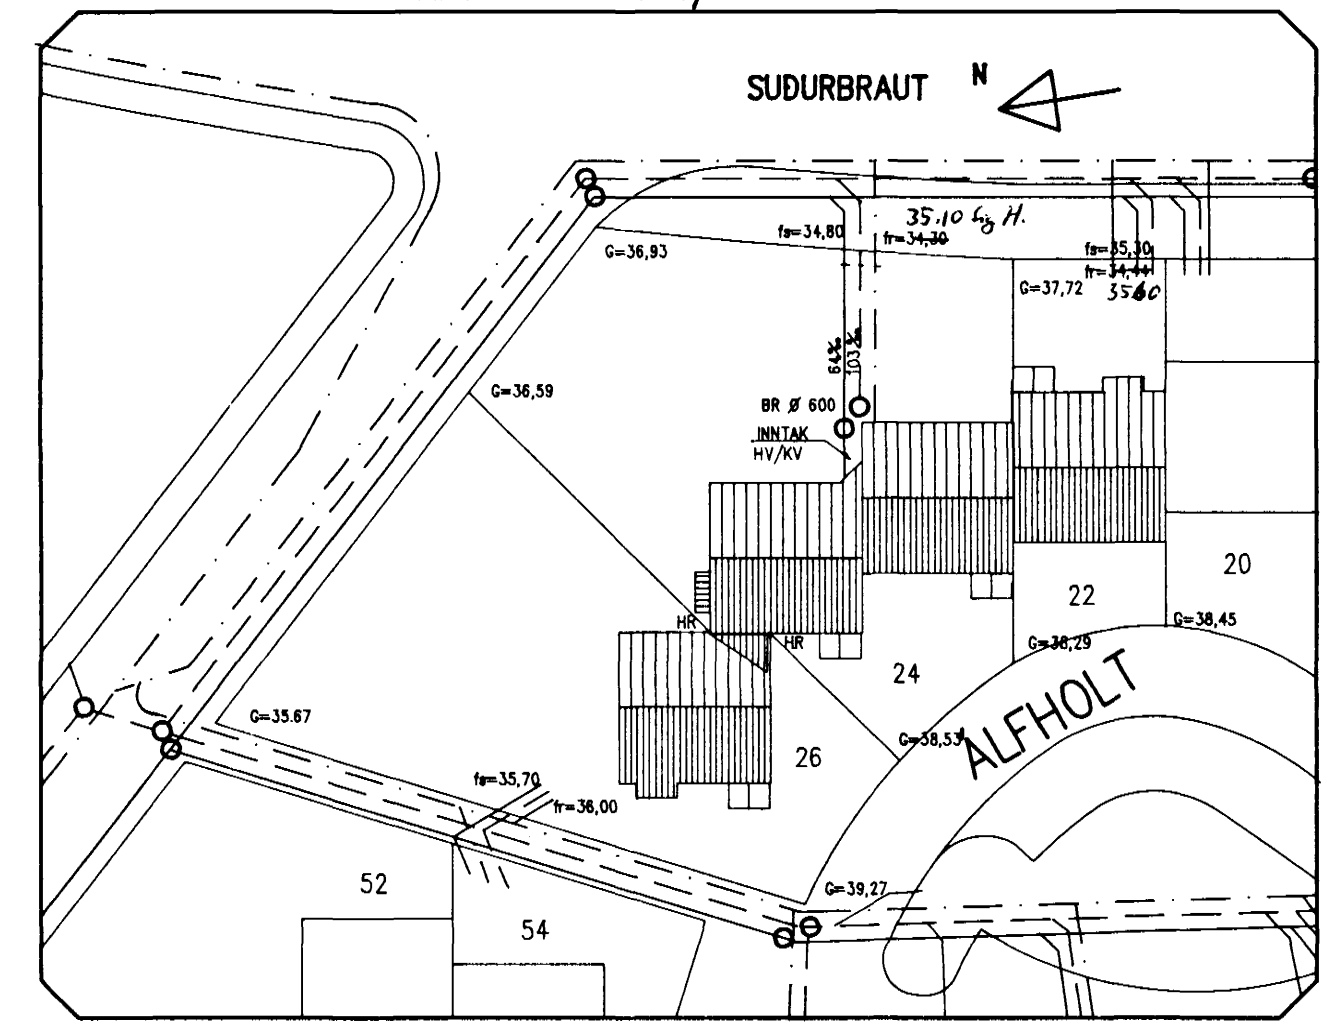 SUÐURBRAUT
N
35.10
fs=34,80
fr=34,30
G=36,93
fs=35,30
fr=34,44
G=37,72
G=36,59
64‰
103‰
BR Ø 600
INNTAK
HV/KV
20
22
G=38,45
HR
HR
G=38,29
24
ALFHOLT
G=35.67
G=38,53
26
fs=35,70
fr=36,00
52
G=39,27
54